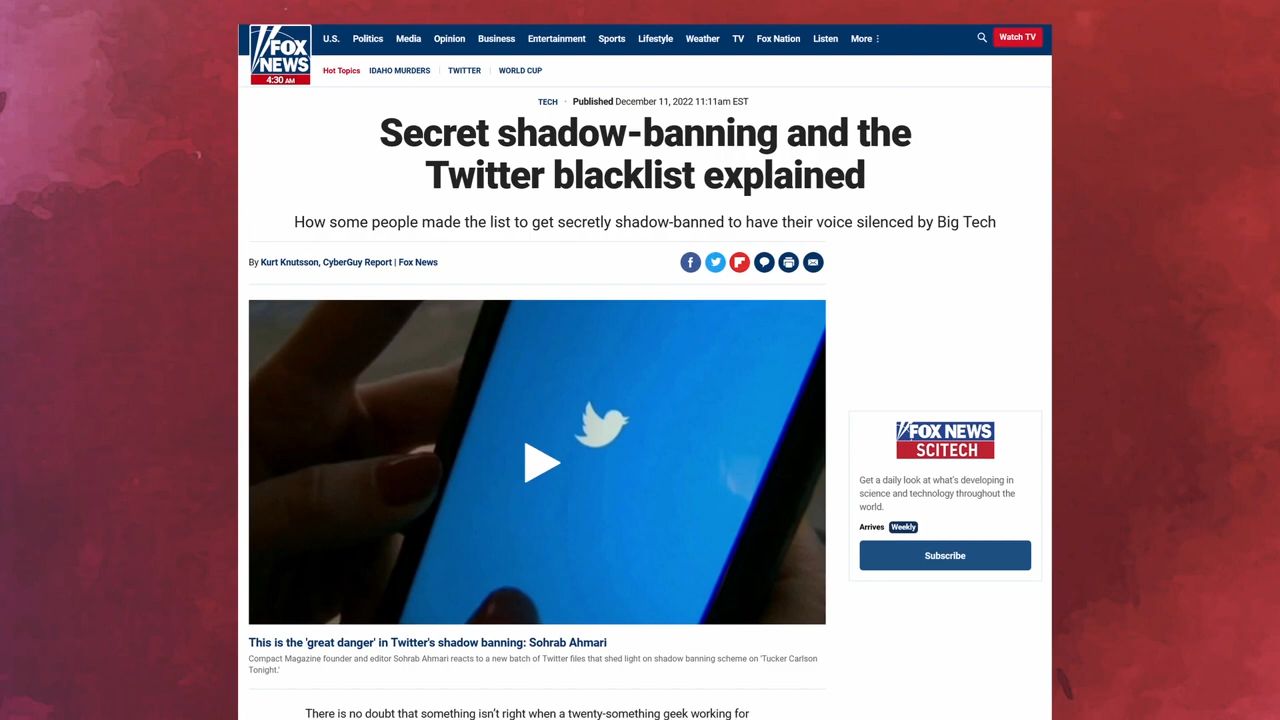 FOX
NEWS
4:30 AM
U.S. Politics Media Opinion Business Entertainment Sports Lifestyle Weather TV Fox Nation Listen More
Watch TV
Hot Topics IDAHO MURDERS TWITTER WORLD CUP
TECH · Published December 11, 2022 11:11am EST
Secret shadow-banning and the
Twitter blacklist explained
How some people made the list to get secretly shadow-banned to have their voice silenced by Big Tech
By Kurt Knutsson, CyberGuy Report | Fox News
FOX NEWS
SCITECH
Get a daily look at what's developing in
science and technology throughout the
world.
Arrives Weekly
Subscribe
This is the 'great danger' in Twitter's shadow banning: Sohrab Ahmari
Compact Magazine founder and editor Sohrab Ahmari reacts to a new batch of Twitter files that shed light on shadow banning scheme on 'Tucker Carlson
Tonight.'
There is no doubt that something isn't right when a twenty-something geek working for